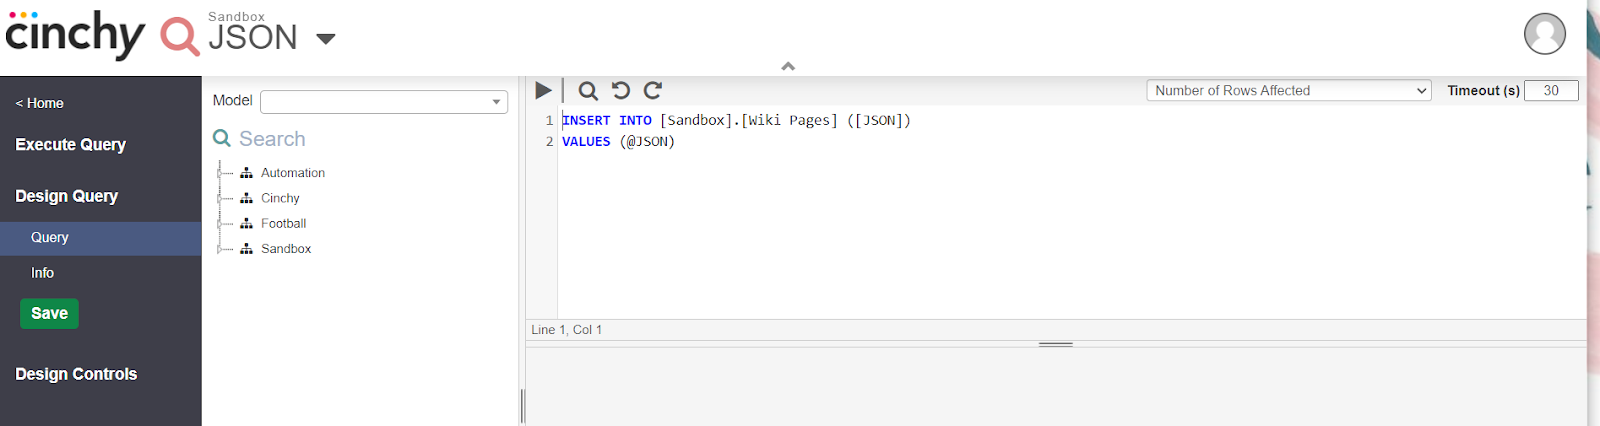 cinchy
Sandbox
JSON
< Home
Execute Query
Design Query
Query
Info
Save
Design Controls
Model
Search
Automation
Cinchy
Football
Sandbox
Number of Rows Affected
Timeout (s) 30
1 INSERT INTO [Sandbox].[Wiki Pages] ([JSON])
2 VALUES (@JSON)
Line 1, Col 1